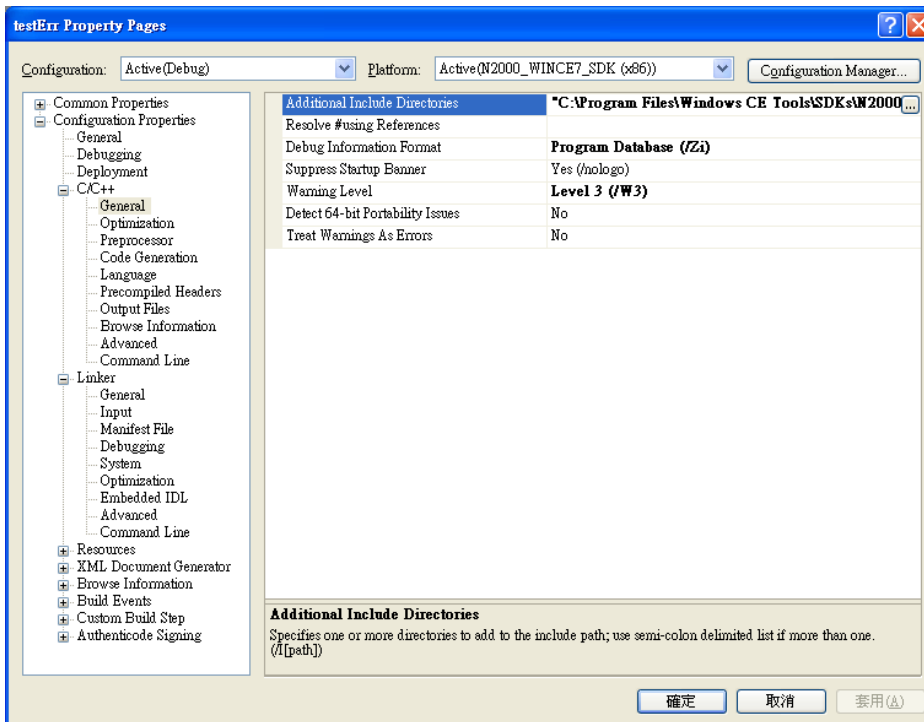 testErr Property Pages
Configuration: Active(Debug) Platform: Active(N2000_WINCE7_SDK (x86)) Configuration Manager...
Common Properties
Configuration Properties
General
Debugging
Deployment
C/C++
General
Optimization
Preprocessor
Code Generation
Language
Precompiled Headers
Output Files
Browse Information
Advanced
Command Line
Linker
General
Input
Manifest File
Debugging
System
Optimization
Embedded IDL
Advanced
Command Line
Resources
XML Document Generator
Browse Information
Build Events
Custom Build Step
Authenticode Signing
Additional Include Directories "C:\Program Files\Windows CE Tools\SDKs\N2000 ...
Resolve #using References
Debug Information Format Program Database (/Zi)
Suppress Startup Banner Yes (/nologo)
Warning Level Level 3 (/W3)
Detect 64-bit Portability Issues No
Treat Warnings As Errors No
Additional Include Directories
Specifies one or more directories to add to the include path; use semi-colon delimited list if more than one.
(/I[path])
確定 取消 套用(A)